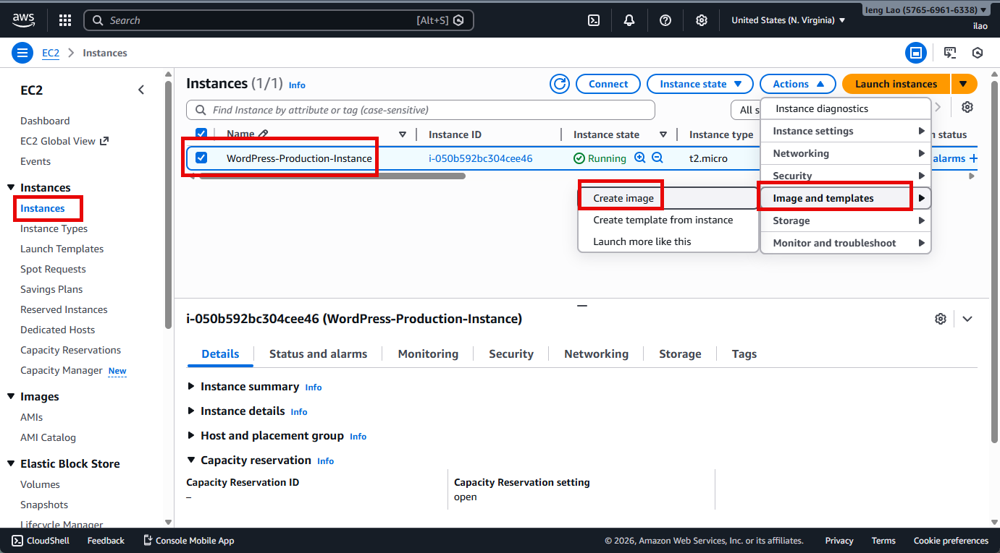 aws
Search [Alt+S]
United States (N. Virginia)
Ieng Lao (5765-6961-6338)
ilao
EC2 Instances
EC2
Dashboard
EC2 Global View
Events
Instances
Instances
Instance Types
Launch Templates
Spot Requests
Savings Plans
Reserved Instances
Dedicated Hosts
Capacity Reservations
Capacity Manager New
Images
AMIs
AMI Catalog
Elastic Block Store
Volumes
Snapshots
Lifecycle Manager
Instances (1/1) Info
Connect
Instance state
Actions
Launch instances
Find Instance by attribute or tag (case-sensitive)
All s
Name Instance ID Instance state Instance type status
WordPress-Production-Instance i-050b592bc304cee46 Running t2.micro alarms +
Instance diagnostics
Instance settings
Networking
Security
Image and templates
Storage
Monitor and troubleshoot
Create image
Create template from instance
Launch more like this
i-050b592bc304cee46 (WordPress-Production-Instance)
Details Status and alarms Monitoring Security Networking Storage Tags
Instance summary Info
Instance details Info
Host and placement group Info
Capacity reservation Info
Capacity Reservation ID
–
Capacity Reservation setting
open
CloudShell Feedback Console Mobile App © 2026, Amazon Web Services, Inc. or its affiliates. Privacy Terms Cookie preferences